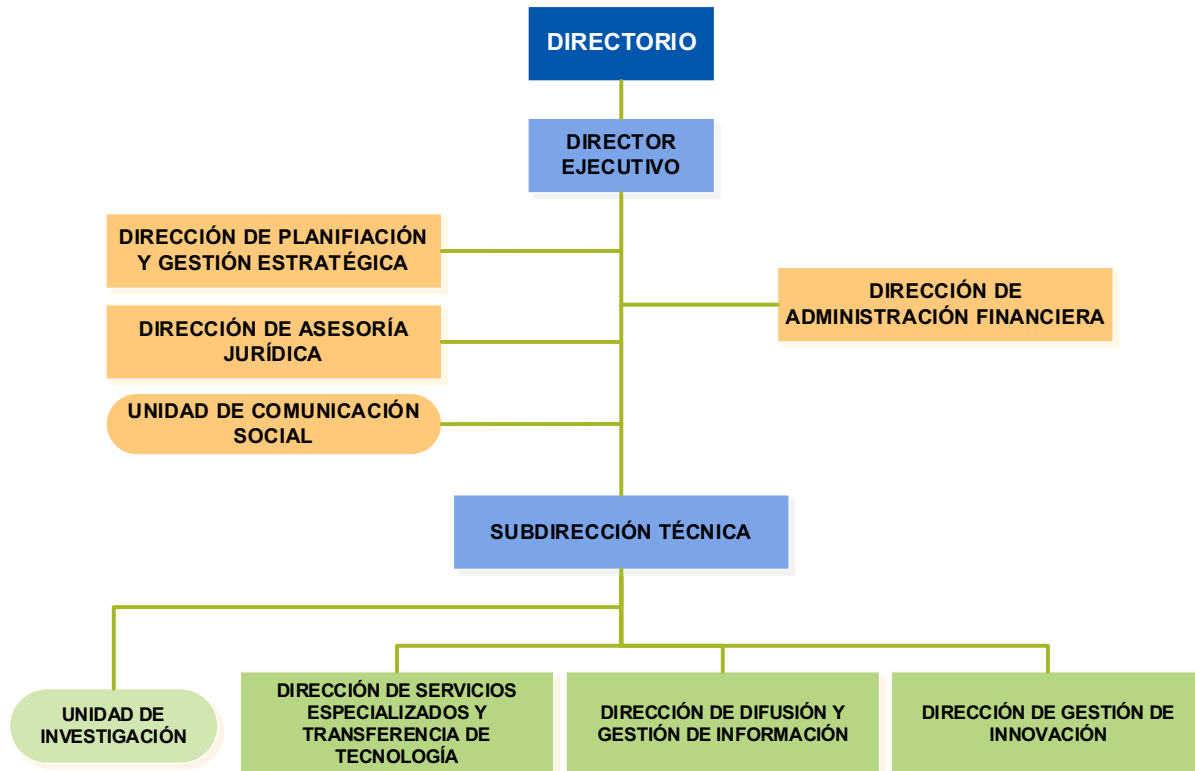 DIRECTORIO
DIRECTOR
EJECUTIVO
DIRECCIÓN DE PLANIFIACIÓN
Y GESTIÓN ESTRATÉGICA
DIRECCIÓN DE
ADMINISTRACIÓN FINANCIERA
DIRECCIÓN DE ASESORÍA
JURÍDICA
UNIDAD DE COMUNICACIÓN
SOCIAL
SUBDIRECCIÓN TÉCNICA
UNIDAD DE
INVESTIGACIÓN
DIRECCIÓN DE SERVICIOS
ESPECIALIZADOS Y
TRANSFERENCIA DE
TECNOLOGÍA
DIRECCIÓN DE DIFUSIÓN Y
GESTIÓN DE INFORMACIÓN
DIRECCIÓN DE GESTIÓN DE
INNOVACIÓN